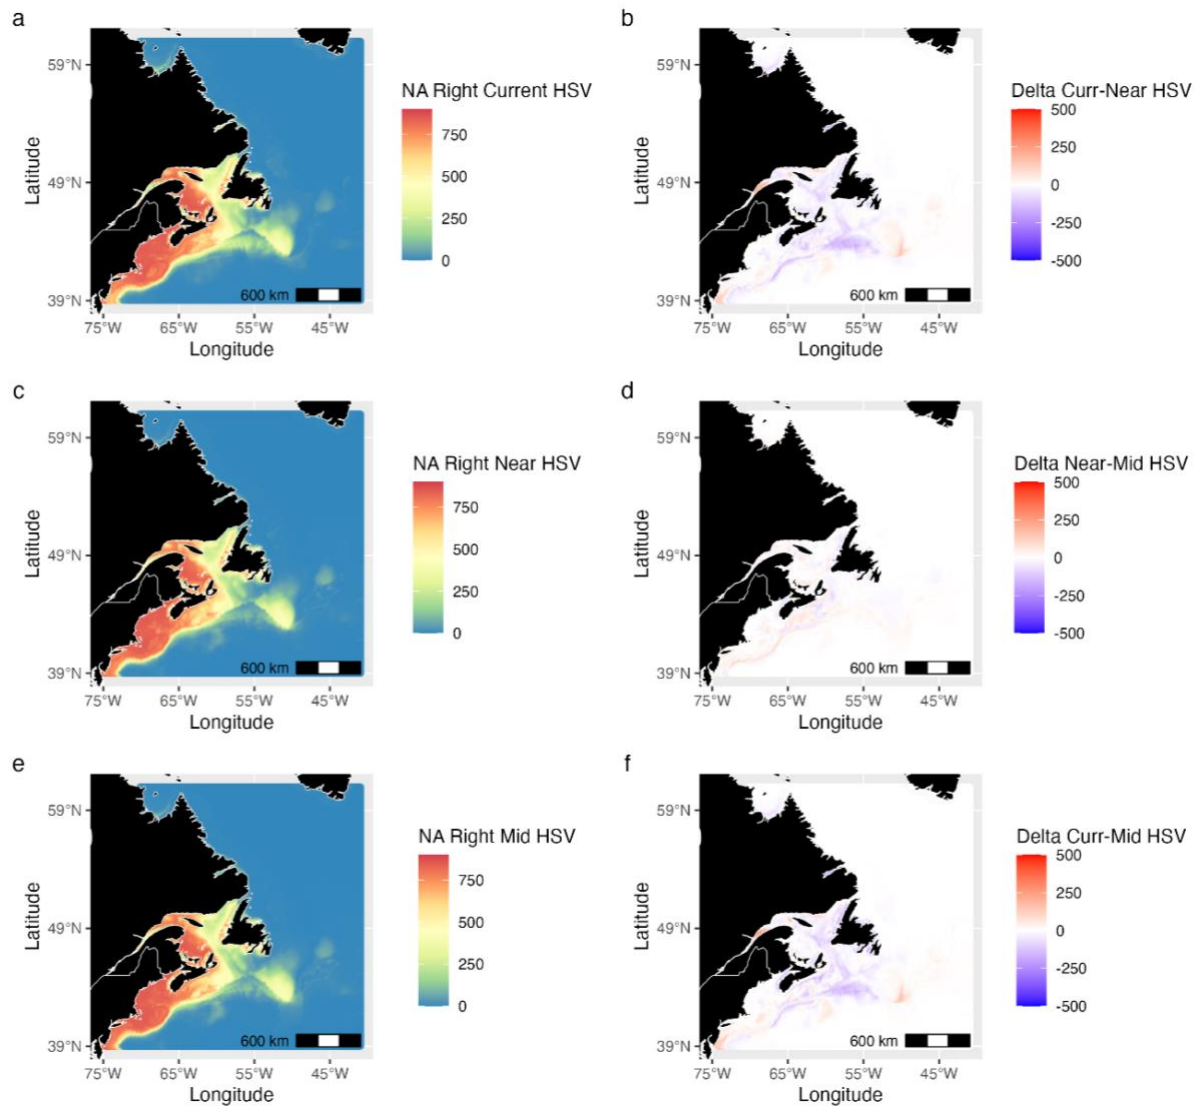 a
NA Right Current HSV
750
500
250
0
59°N
49°N
39°N
Latitude
600 km
75°W 65°W 55°W 45°W
Longitude
b
Delta Curr-Near HSV
500
250
0
-250
-500
59°N
49°N
39°N
Latitude
600 km
75°W 65°W 55°W 45°W
Longitude
c
NA Right Near HSV
750
500
250
0
59°N
49°N
39°N
Latitude
600 km
75°W 65°W 55°W 45°W
Longitude
d
Delta Near-Mid HSV
500
250
0
-250
-500
59°N
49°N
39°N
Latitude
600 km
75°W 65°W 55°W 45°W
Longitude
e
NA Right Mid HSV
750
500
250
0
59°N
49°N
39°N
Latitude
600 km
75°W 65°W 55°W 45°W
Longitude
f
Delta Curr-Mid HSV
500
250
0
-250
-500
59°N
49°N
39°N
Latitude
600 km
75°W 65°W 55°W 45°W
Longitude